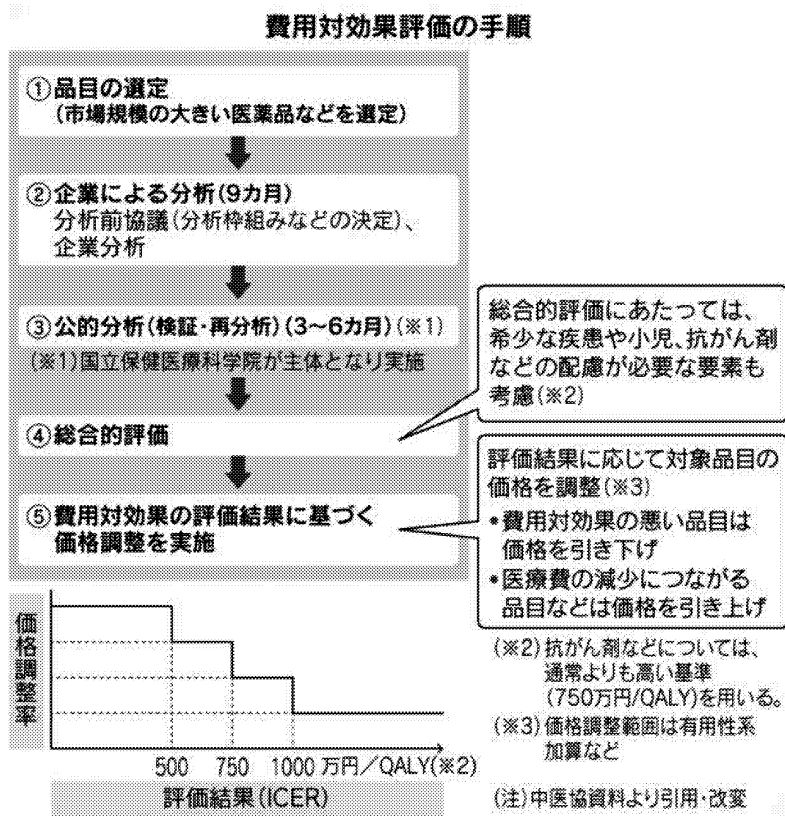 費用対効果評価の手順
①品目の選定
(市場規模の大きい医薬品などを選定)
②企業による分析(9カ月)
分析前協議(分析枠組みなどの決定)、
企業分析
③公的分析(検証・再分析)(3〜6カ月)(※1)
(※1)国立保健医療科学院が主体となり実施
④総合的評価
⑤費用対効果の評価結果に基づく
価格調整を実施
総合的評価にあたっては、
希少な疾患や小児、抗がん剤
などの配慮が必要な要素も
考慮(※2)
評価結果に応じて対象品目の
価格を調整(※3)
•費用対効果の悪い品目は
価格を引き下げ
•医療費の減少につながる
品目などは価格を引き上げ
価格調整率
500 750 1000 万円/QALY(※2)
評価結果(ICER)
(※2)抗がん剤などについては、
通常よりも高い基準
(750万円/QALY)を用いる。
(※3)価格調整範囲は有用性系
加算など
(注)中医協資料より引用・改変